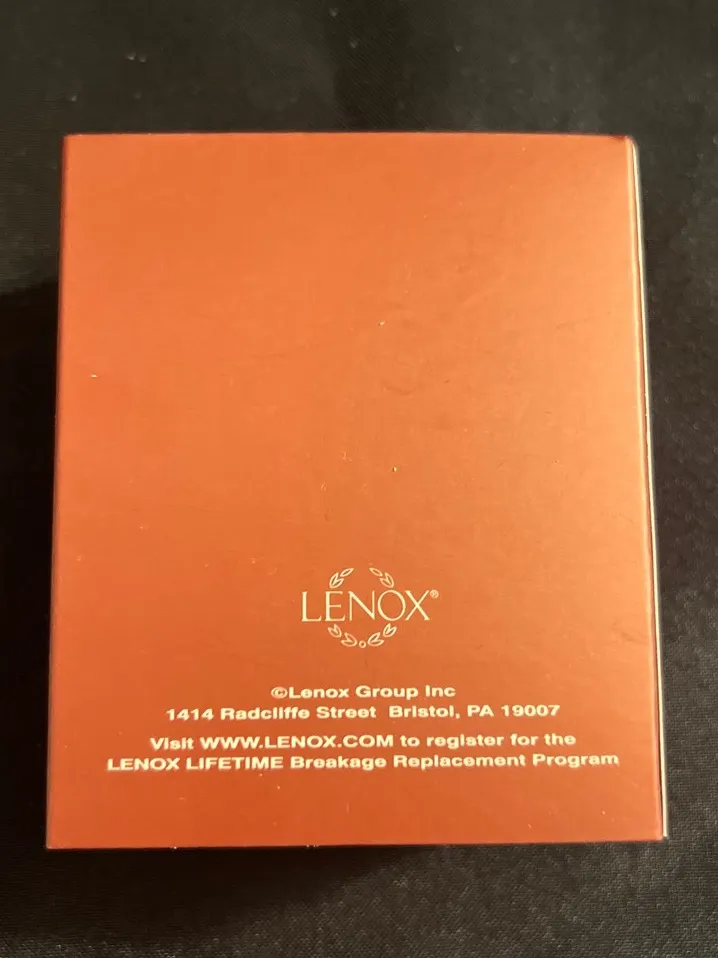 LENOX®
©Lenox Group Inc
1414 Radcliffe Street Bristol, PA 19007
Visit WWW.LENOX.COM to register for the
LENOX LIFETIME Breakage Replacement Program